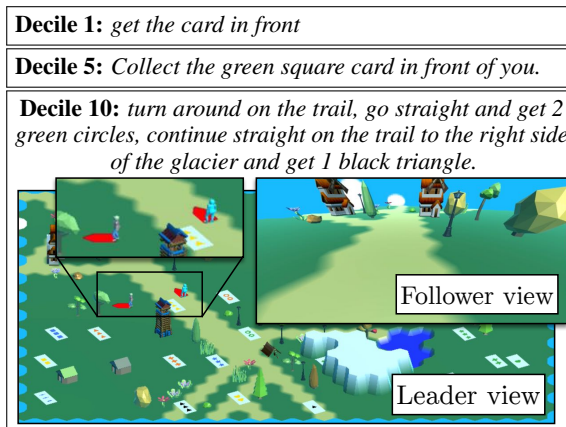 Decile 1: get the card in front
Decile 5: Collect the green square card in front of you.
Decile 10: turn around on the trail, go straight and get 2
green circles, continue straight on the trail to the right side
of the glacier and get 1 black triangle.
Follower view
Leader view